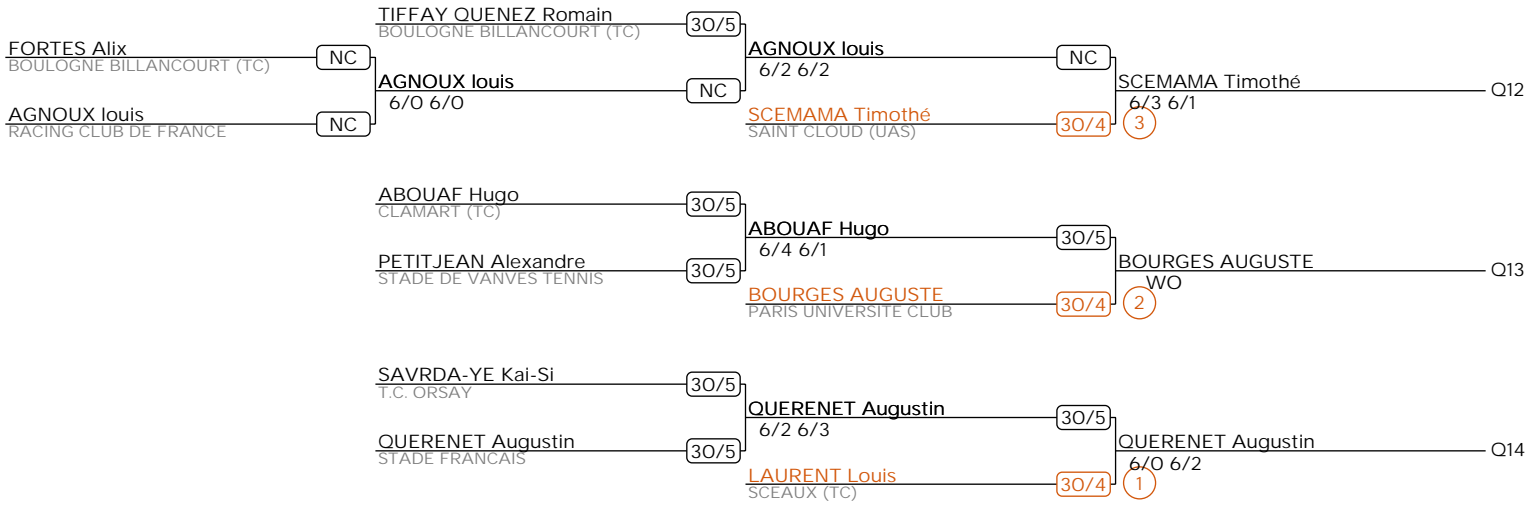 TIFFAY QUENEZ Romain
BOULOGNE BILLANCOURT (TC)
30/5
FORTES Alix
BOULOGNE BILLANCOURT (TC)
NC
AGNOUX louis
6/2 6/2
NC
AGNOUX louis
6/0 6/0
NC
SCEMAMA Timothé
6/3 6/1
Q12
AGNOUX louis
RACING CLUB DE FRANCE
NC
SCEMAMA Timothé
SAINT CLOUD (UAS)
30/4
3
ABOUAF Hugo
CLAMART (TC)
30/5
ABOUAF Hugo
6/4 6/1
30/5
PETITJEAN Alexandre
STADE DE VANVES TENNIS
30/5
BOURGES AUGUSTE
WO
Q13
BOURGES AUGUSTE
PARIS UNIVERSITE CLUB
30/4
2
SAVRDA-YE Kai-Si
T.C. ORSAY
30/5
QUERENET Augustin
6/2 6/3
30/5
QUERENET Augustin
STADE FRANCAIS
30/5
QUERENET Augustin
6/0 6/2
Q14
LAURENT Louis
SCEAUX (TC)
30/4
1